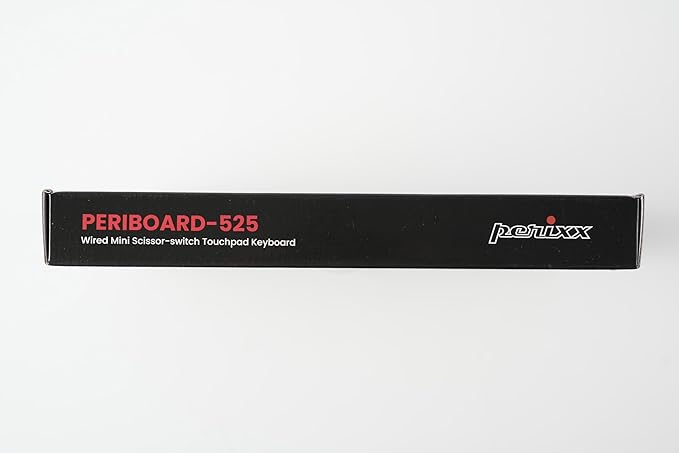 PERIBOARD-525
Wired Mini Scissor-switch Touchpad Keyboard
perixx